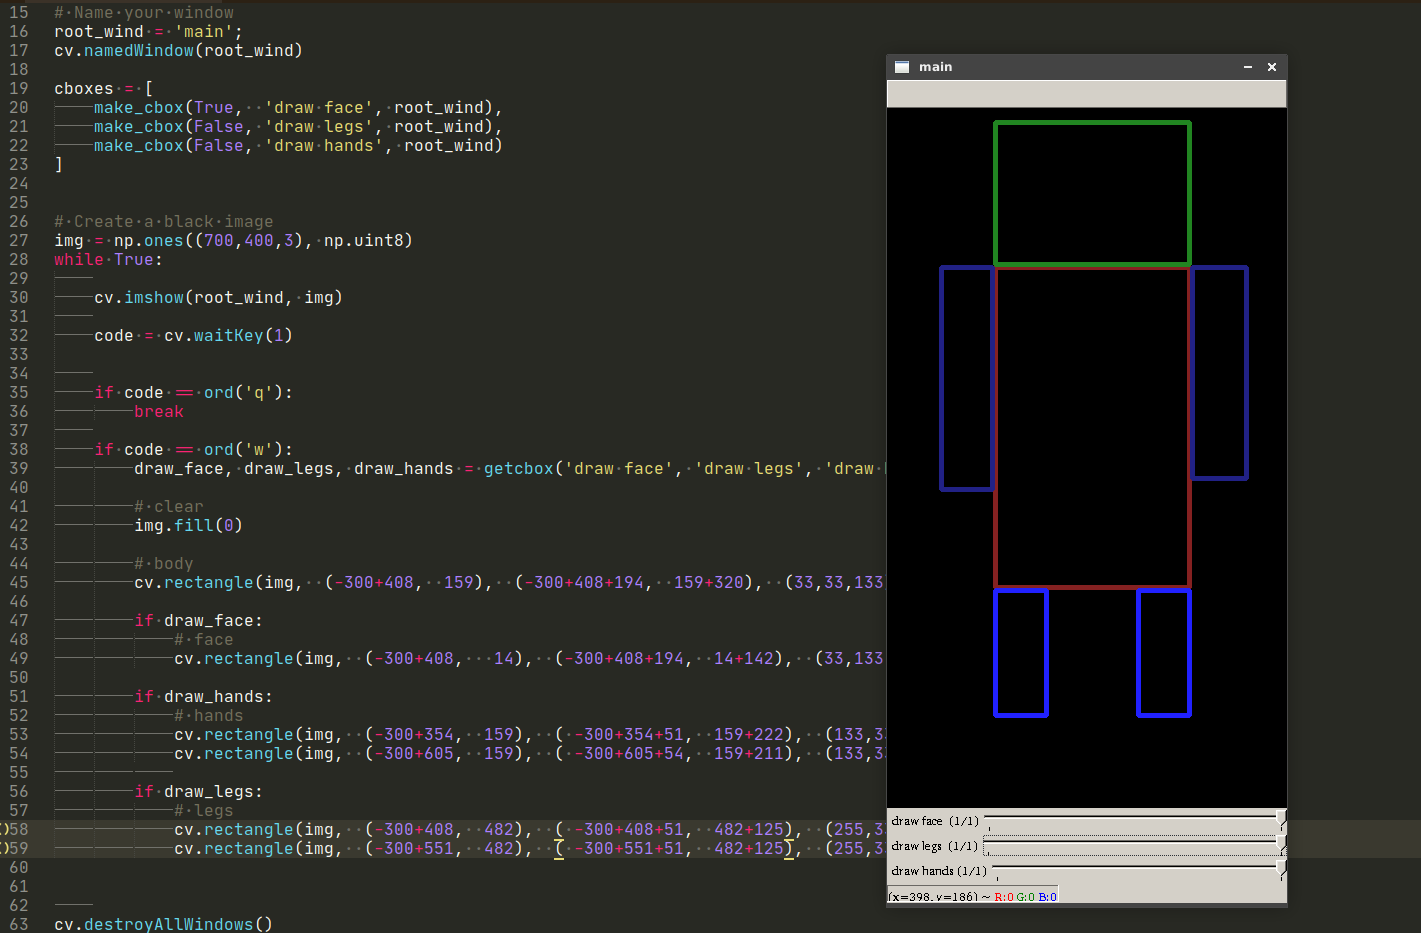 15 # Name your window
16 root_wind = 'main';
17 cv.namedWindow(root_wind)
18
19 cboxes = [
20     make_cbox(True,  'draw face', root_wind),
21     make_cbox(False, 'draw legs', root_wind),
22     make_cbox(False, 'draw hands', root_wind)
23 ]
24
25
26 # Create a black image
27 img = np.ones((700,400,3), np.uint8)
28 while True:
29
30     cv.imshow(root_wind, img)
31
32     code = cv.waitKey(1)
33
34
35     if code == ord('q'):
36         break
37
38     if code == ord('w'):
39         draw_face, draw_legs, draw_hands = getcbox('draw face', 'draw legs', 'draw
40
41         # clear
42         img.fill(0)
43
44         # body
45         cv.rectangle(img,  (-300+408,  159),  (-300+408+194,  159+320),  (33,33,133
46
47         if draw_face:
48             # face
49             cv.rectangle(img,  (-300+408,   14),  (-300+408+194,  14+142),  (33,133
50
51         if draw_hands:
52             # hands
53             cv.rectangle(img,  (-300+354,  159),  ( -300+354+51,  159+222),  (133,3
54             cv.rectangle(img,  (-300+605,  159),  ( -300+605+54,  159+211),  (133,3
55
56         if draw_legs:
57             # legs
58             cv.rectangle(img,  (-300+408,  482),  ( -300+408+51,  482+125),  (255,3
59             cv.rectangle(img,  (-300+551,  482),  ( -300+551+51,  482+125),  (255,3
60
61
62
63 cv.destroyAllWindows()
main
draw face (1/1)
draw legs (1/1)
draw hands (1/1)
(x=398, y=186) ~ R:0 G:0 B:0